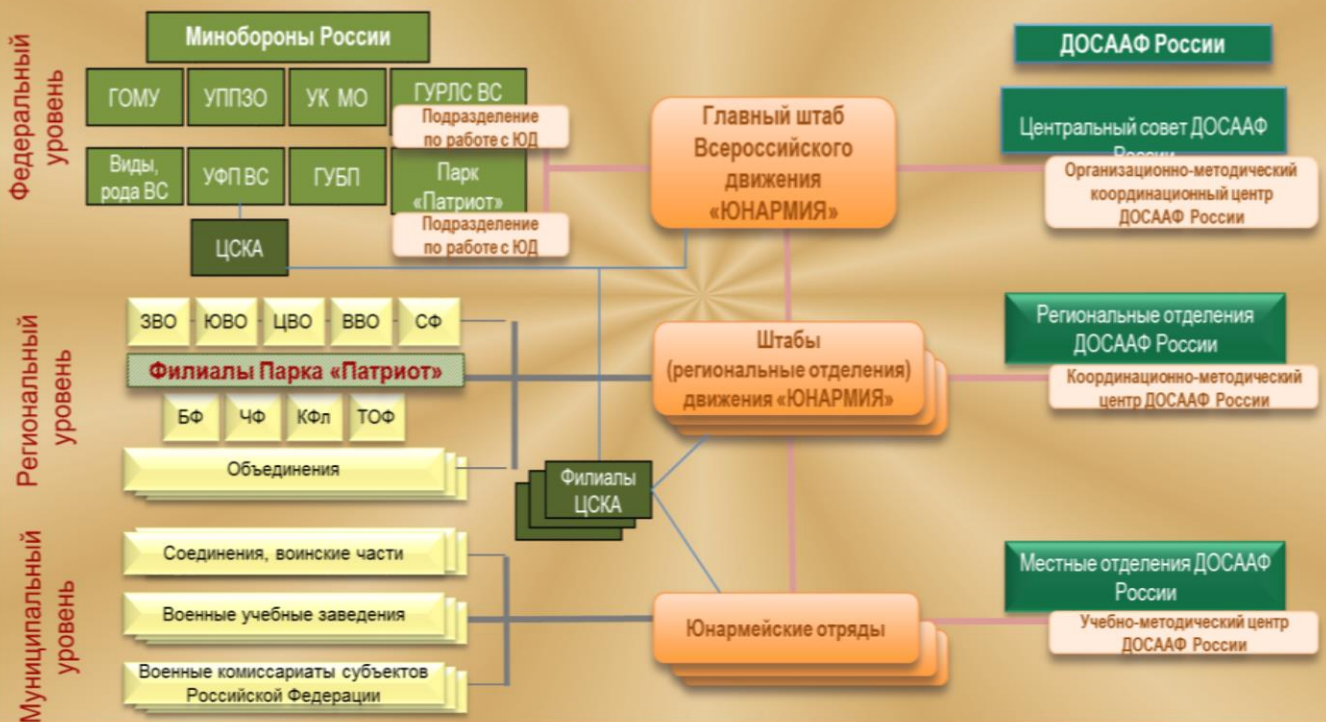 Федеральный
уровень
Минобороны России
ГОМУ
УППЗО
УК МО
ГУРЛС ВС
Подразделение
по работе с ЮД
Виды,
рода ВС
УФП ВС
ГУБП
Парк
«Патриот»
Подразделение
по работе с ЮД
ЦСКА
Главный штаб
Всероссийского
движения
«ЮНАРМИЯ»
ДОСААФ России
Центральный совет ДОСААФ
России
Организационно-методический
координационный центр
ДОСААФ России
Региональный
уровень
ЗВО
ЮВО
ЦВО
ВВО
СФ
Филиалы Парка «Патриот»
БФ
ЧФ
КФл
ТОФ
Объединения
Филиалы
ЦСКА
Штабы
(региональные отделения)
движения «ЮНАРМИЯ»
Региональные отделения
ДОСААФ России
Координационно-методический
центр ДОСААФ России
Муниципальный
уровень
Соединения, воинские части
Военные учебные заведения
Военные комиссариаты субъектов
Российской Федерации
Юнармейские отряды
Местные отделения ДОСААФ
России
Учебно-методический центр
ДОСААФ России